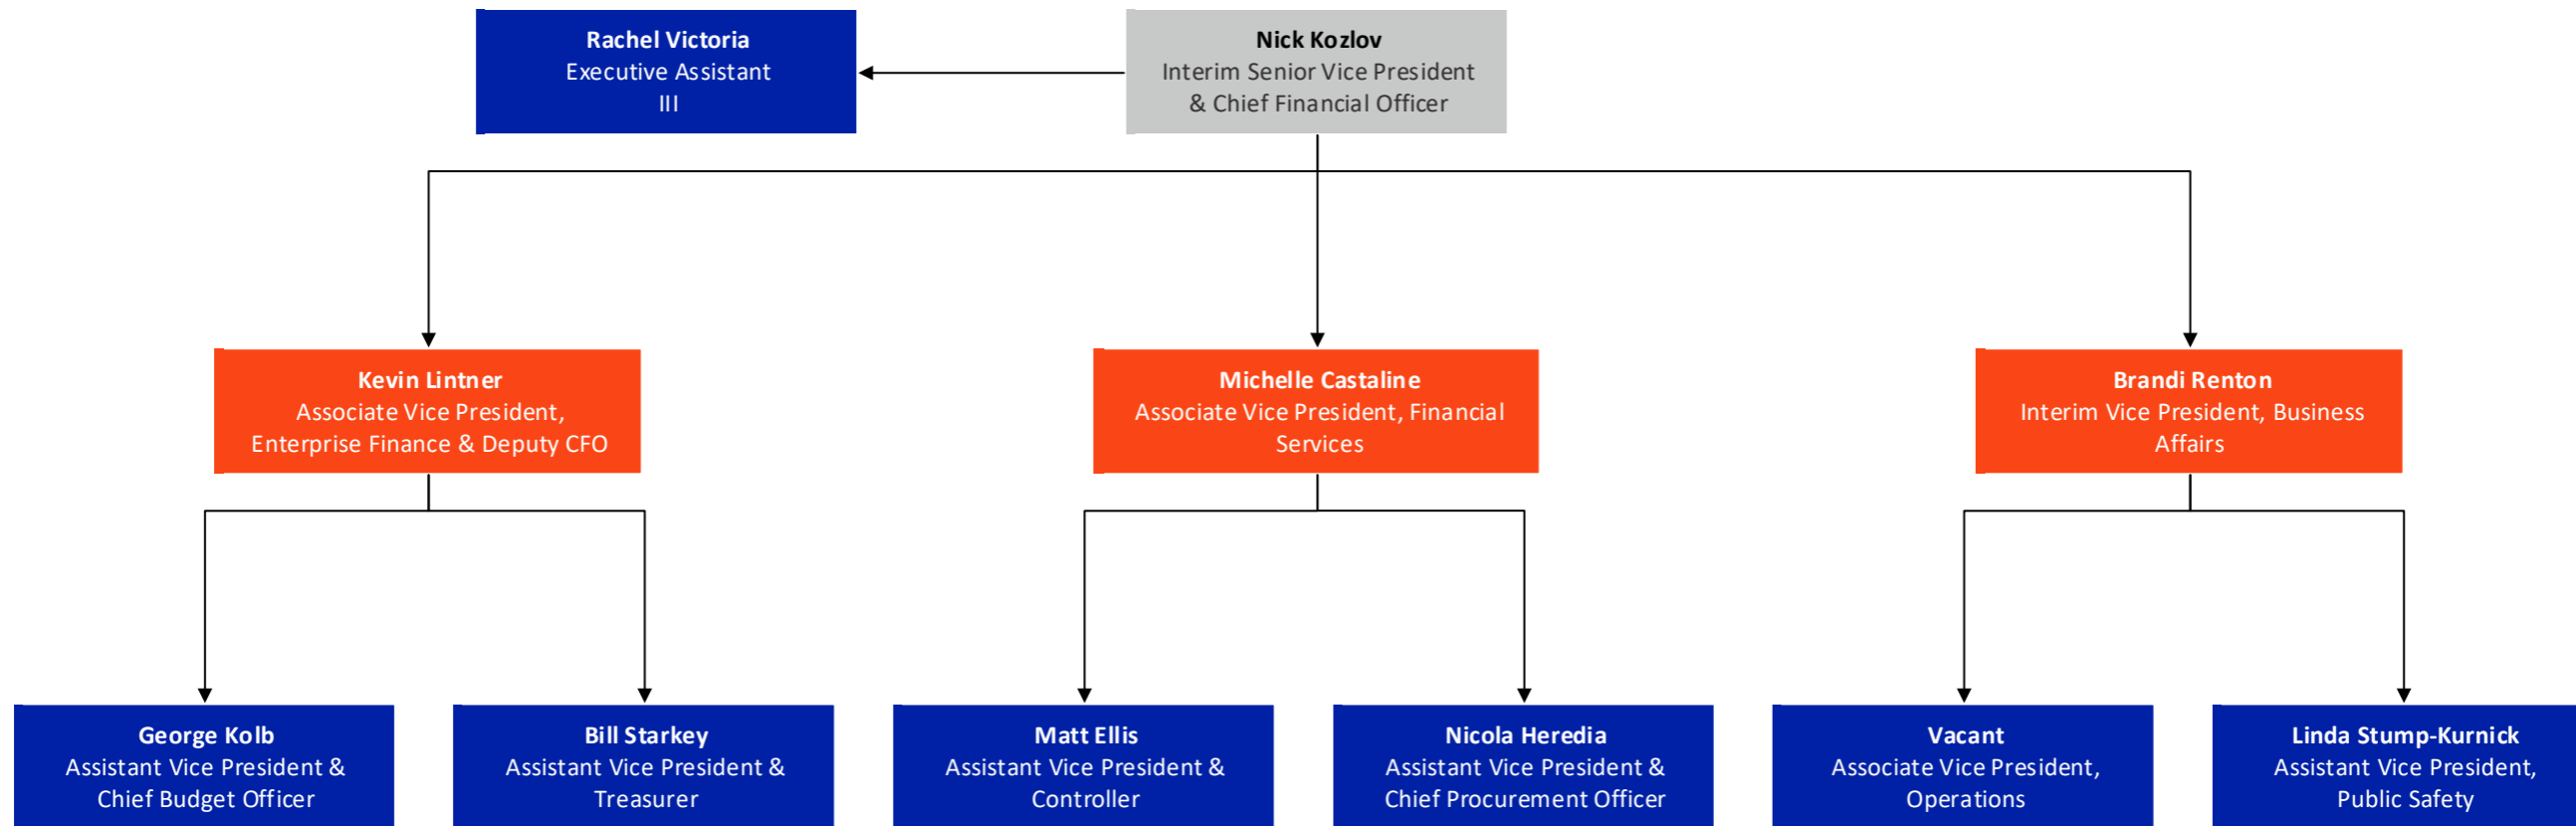 Rachel Victoria
Executive Assistant
III
Nick Kozlov
Interim Senior Vice President
& Chief Financial Officer
Kevin Lintner
Associate Vice President,
Enterprise Finance & Deputy CFO
Michelle Castaline
Associate Vice President, Financial
Services
Brandi Renton
Interim Vice President, Business
Affairs
George Kolb
Assistant Vice President &
Chief Budget Officer
Bill Starkey
Assistant Vice President &
Treasurer
Matt Ellis
Assistant Vice President &
Controller
Nicola Heredia
Assistant Vice President &
Chief Procurement Officer
Vacant
Associate Vice President,
Operations
Linda Stump-Kurnick
Assistant Vice President,
Public Safety